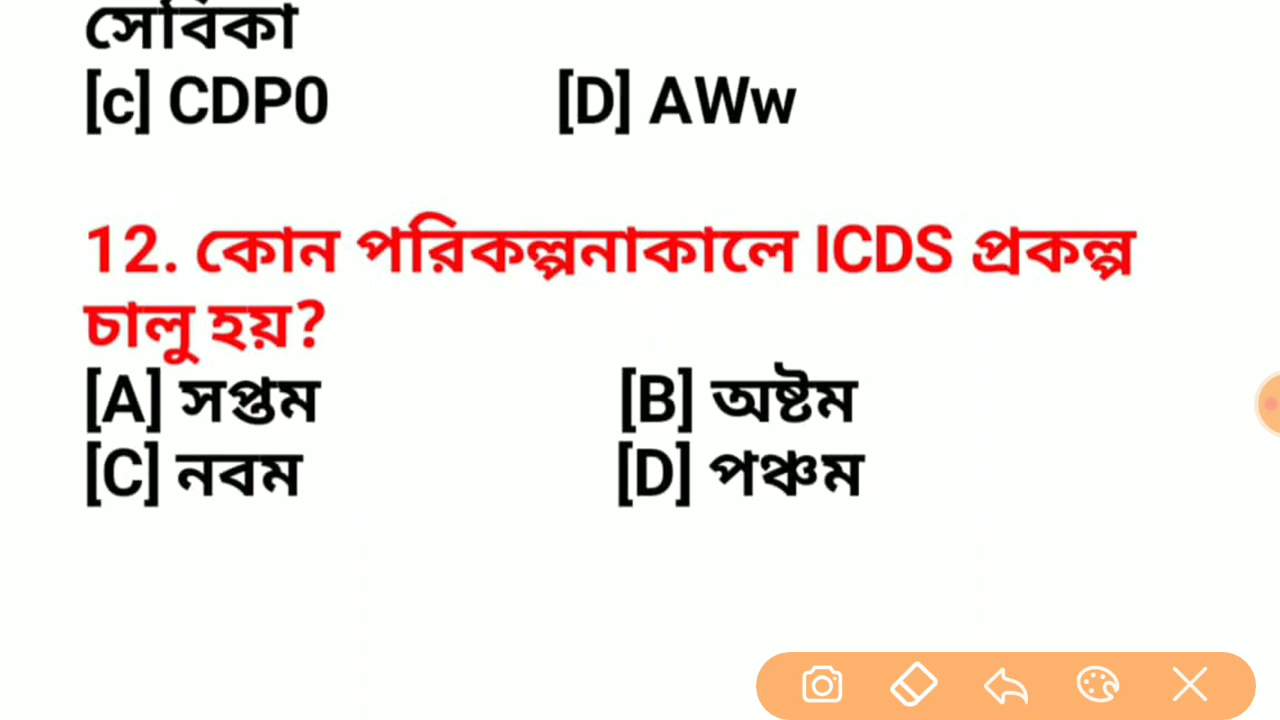 সেবিকা
[c] CDP0 [D] AWw
12. কোন পরিকল্পনাকালে ICDS প্রকল্প
চালু হয়?
[A] সপ্তম [B] অষ্টম
[C] নবম [D] পঞ্চম